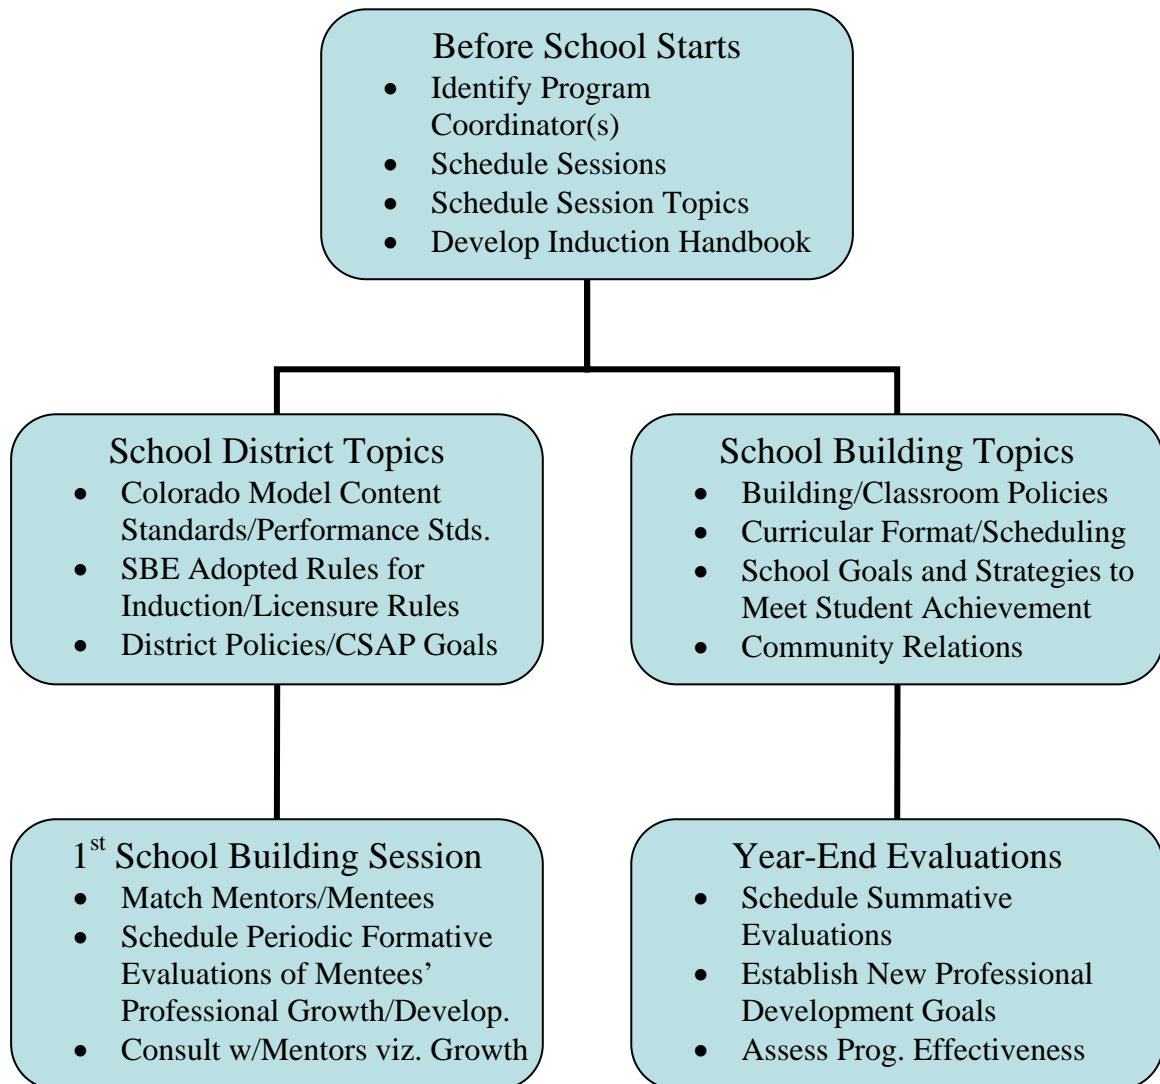 Before School Starts
• Identify Program
Coordinator(s)
• Schedule Sessions
• Schedule Session Topics
• Develop Induction Handbook
School District Topics
• Colorado Model Content
Standards/Performance Stds.
• SBE Adopted Rules for
Induction/Licensure Rules
• District Policies/CSAP Goals
School Building Topics
• Building/Classroom Policies
• Curricular Format/Scheduling
• School Goals and Strategies to
Meet Student Achievement
• Community Relations
1st School Building Session
• Match Mentors/Mentees
• Schedule Periodic Formative
Evaluations of Mentees’
Professional Growth/Develop.
• Consult w/Mentors viz. Growth
Year-End Evaluations
• Schedule Summative
Evaluations
• Establish New Professional
Development Goals
• Assess Prog. Effectiveness